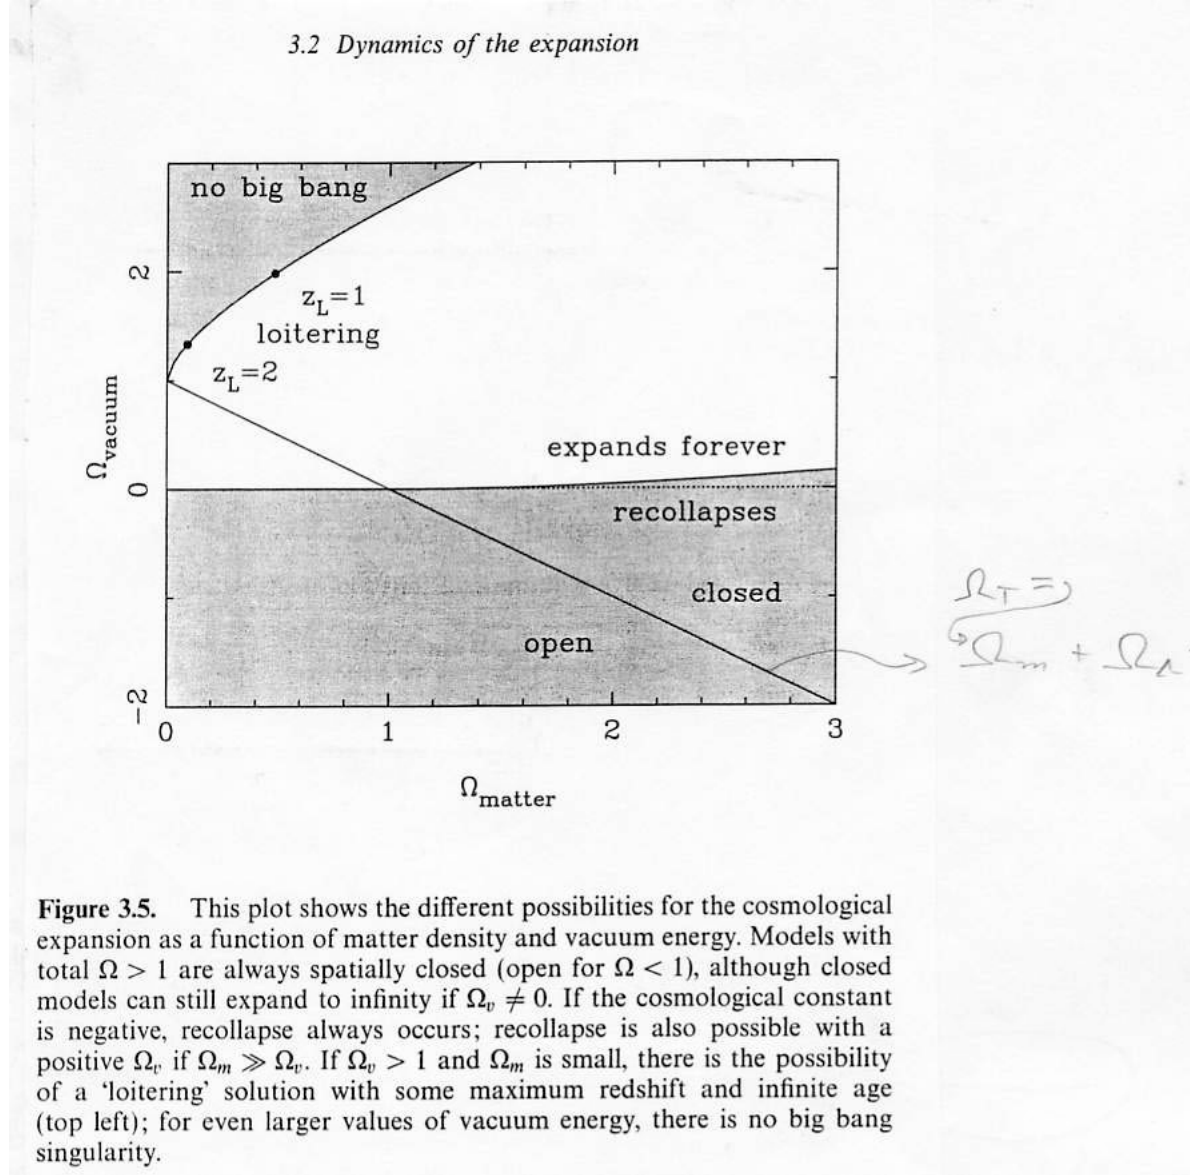 3.2 Dynamics of the expansion
no big bang
2
z_L=1
loitering
z_L=2
Ω_vacuum
expands forever
0
recollapses
closed
Ω_T =
Ω_m + Ω_Λ
open
−2
0 1 2 3
Ω_matter
Figure 3.5. This plot shows the different possibilities for the cosmological
expansion as a function of matter density and vacuum energy. Models with
total Ω > 1 are always spatially closed (open for Ω < 1), although closed
models can still expand to infinity if Ω_v ≠ 0. If the cosmological constant
is negative, recollapse always occurs; recollapse is also possible with a
positive Ω_v if Ω_m ≫ Ω_v. If Ω_v > 1 and Ω_m is small, there is the possibility
of a ‘loitering’ solution with some maximum redshift and infinite age
(top left); for even larger values of vacuum energy, there is no big bang
singularity.